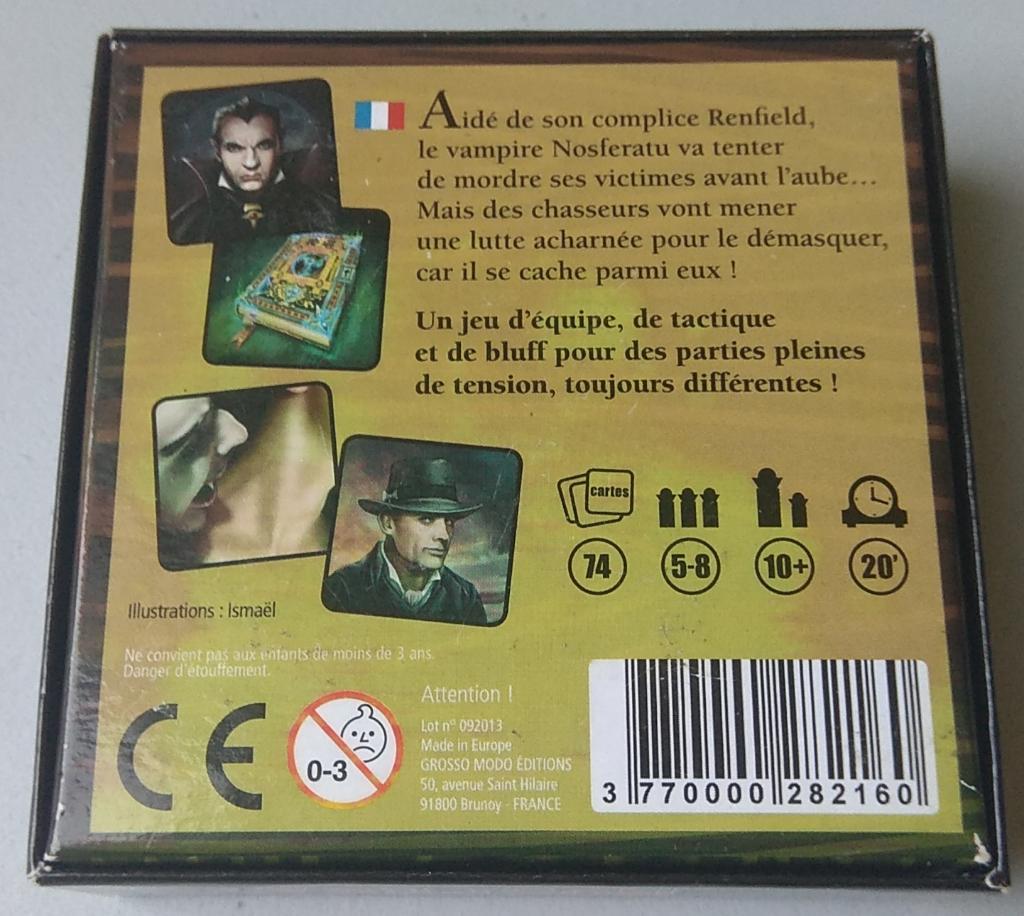 Aidé de son complice Renfield,
le vampire Nosferatu va tenter
de mordre ses victimes avant l'aube...
Mais des chasseurs vont mener
une lutte acharnée pour le démasquer,
car il se cache parmi eux !
Un jeu d'équipe, de tactique
et de bluff pour des parties pleines
de tension, toujours différentes !
cartes
74 5-8 10+ 20'
Illustrations : Ismaël
Ne convient pas aux enfants de moins de 3 ans.
Danger d'étouffement.
CE
0-3
Attention !
Lot n° 092013
Made in Europe
GROSSO MODO ÉDITIONS
50, avenue Saint Hilaire
91800 Brunoy - FRANCE
3 770000 282160